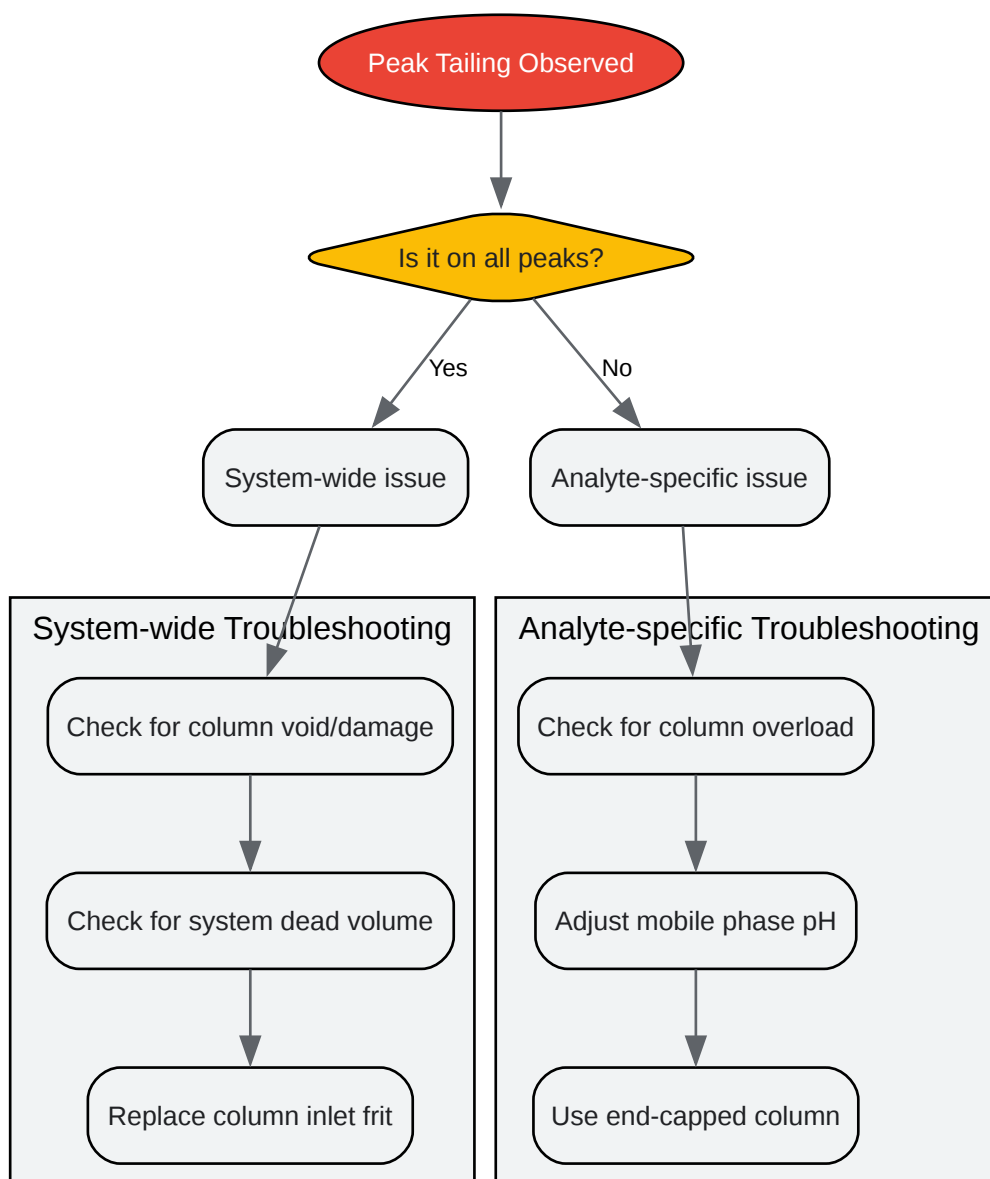 Peak Tailing Observed
Is it on all peaks?
Yes
No
System-wide issue
Analyte-specific issue
System-wide Troubleshooting
Check for column void/damage
Check for system dead volume
Replace column inlet frit
Analyte-specific Troubleshooting
Check for column overload
Adjust mobile phase pH
Use end-capped column